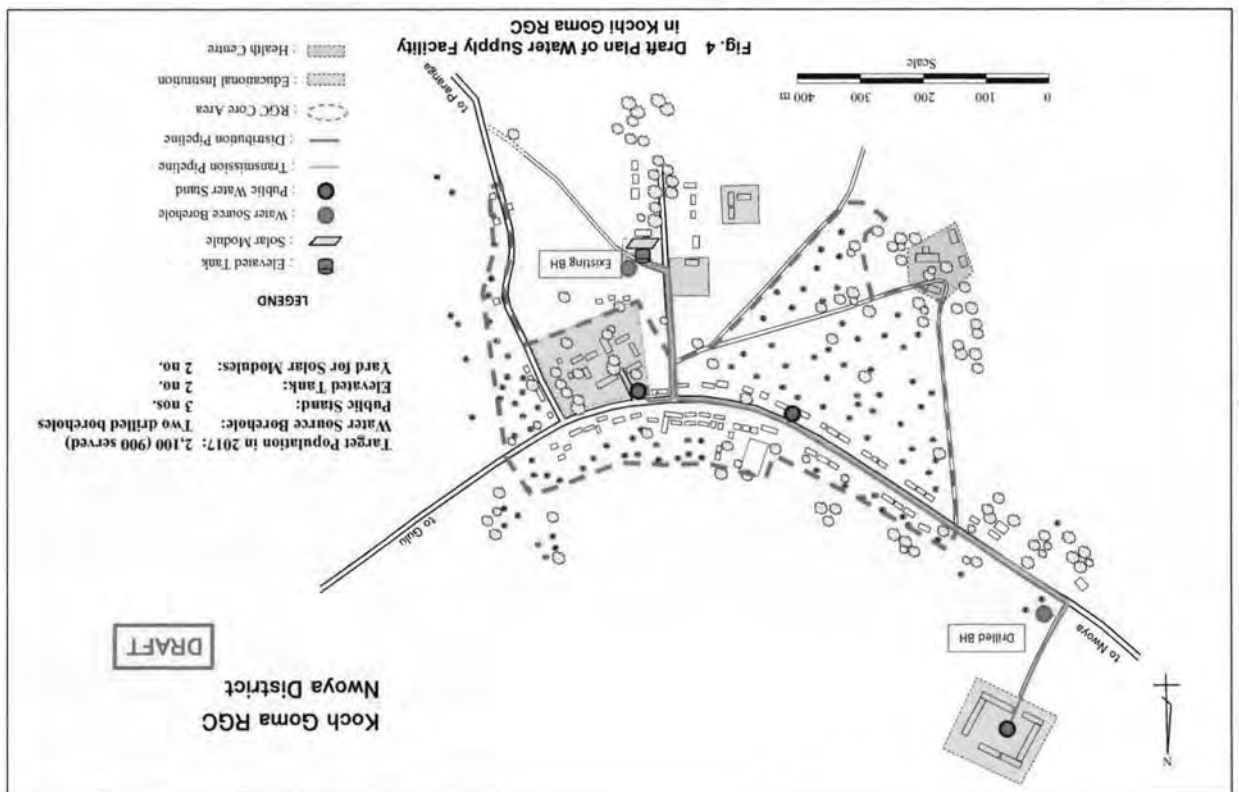 N
Koch Goma RGC
Nwoya District
DRAFT
to Nwoya
Drilled BH
to Gulu
Target Population in 2017: 2,100 (900 served)
Water Source Borehole: Two drilled boreholes
Public Stand: 3 nos.
Elevated Tank: 2 no.
Yard for Solar Modules: 2 no.
LEGEND
: Elevated Tank
: Solar Module
: Water Source Borehole
: Public Water Stand
: Transmission Pipeline
: Distribution Pipeline
: RGC Core Area
: Educational Institution
: Health Centre
Existing BH
to Paranga
Scale
0 100 200 300 400 m
Fig. 4 Draft Plan of Water Supply Facility
in Kochi Goma RGC